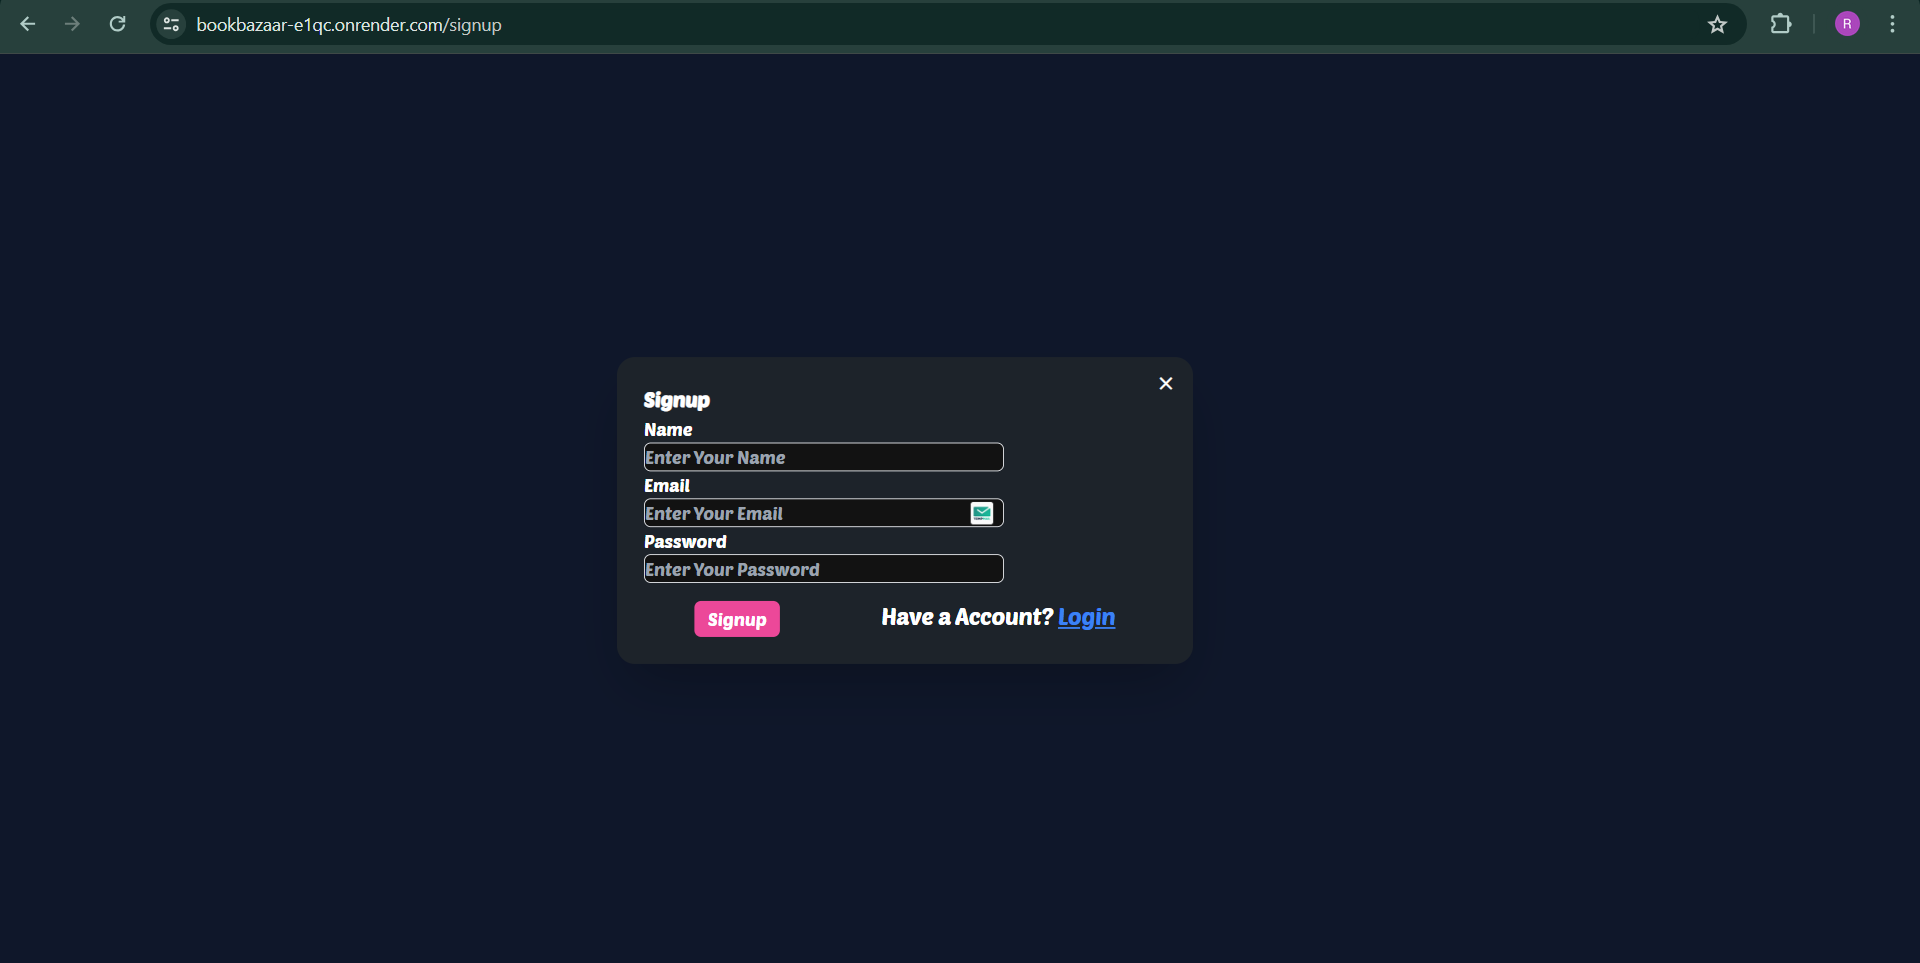 bookbazaar-e1qc.onrender.com/signup
R
✕
Signup
Name
Enter Your Name
Email
Enter Your Email
Password
Enter Your Password
Signup
Have a Account? Login